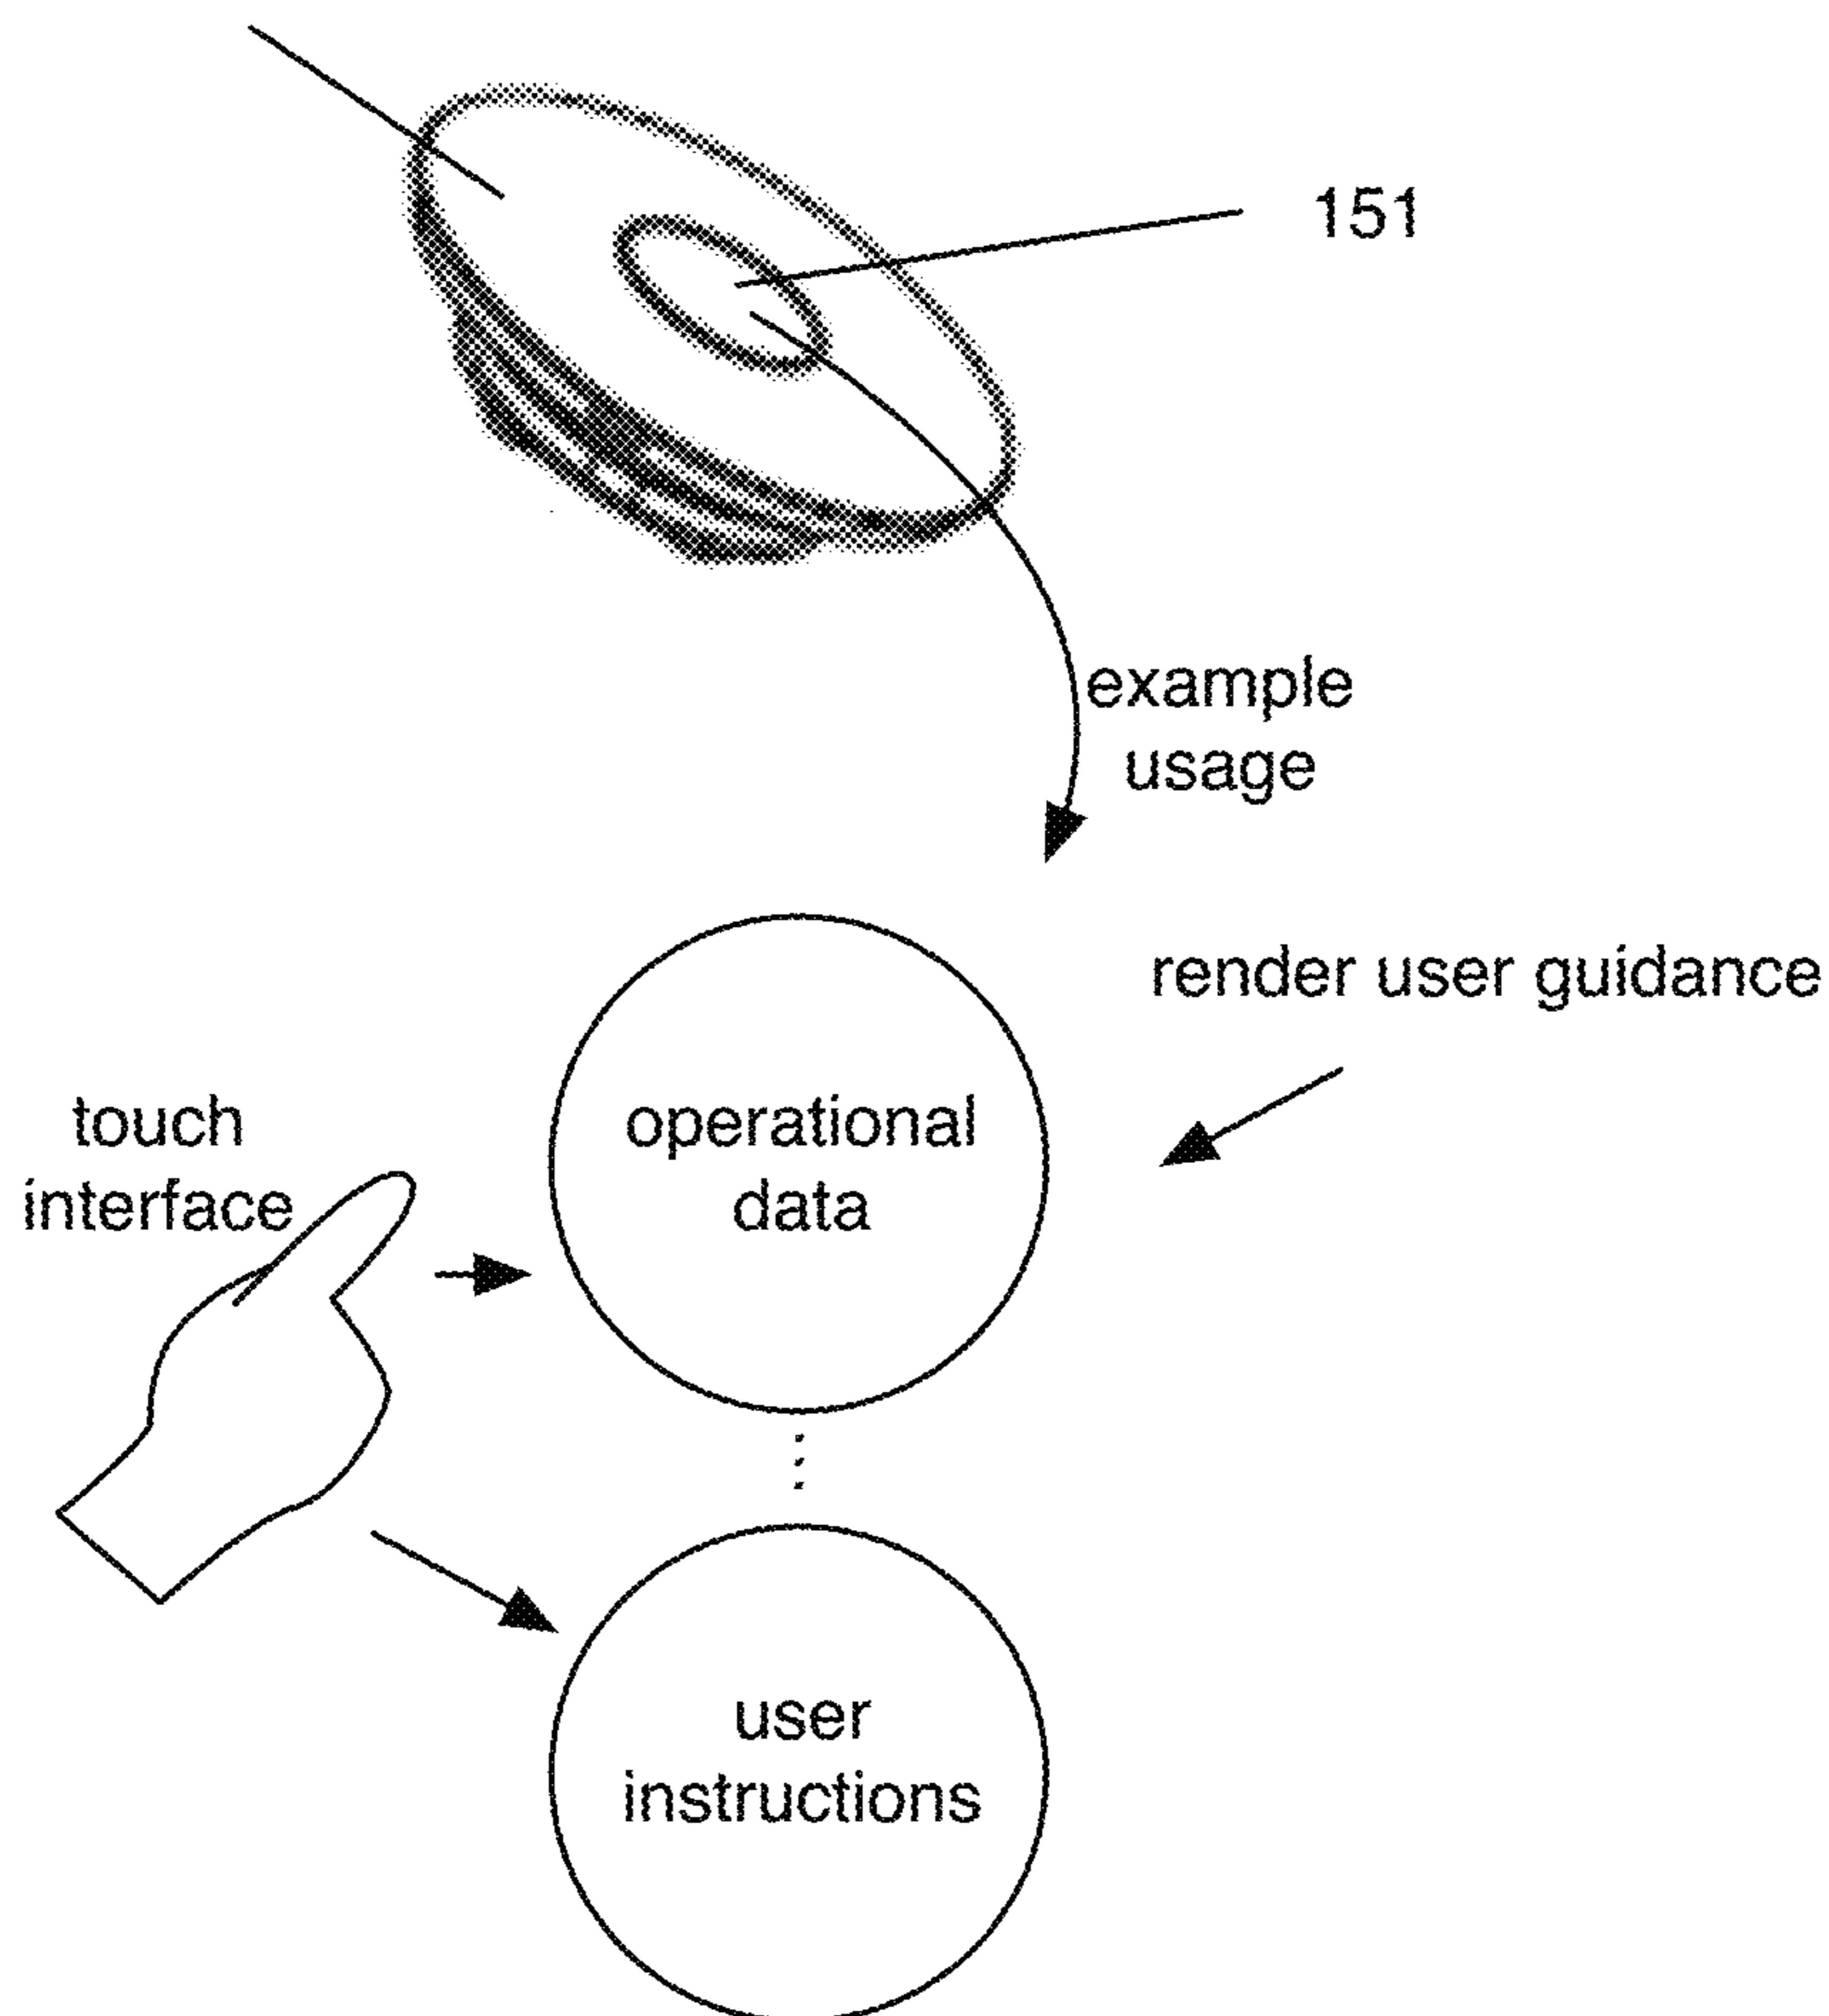 151
example
usage
render user guidance
touch
interface
operational
data
user
instructions